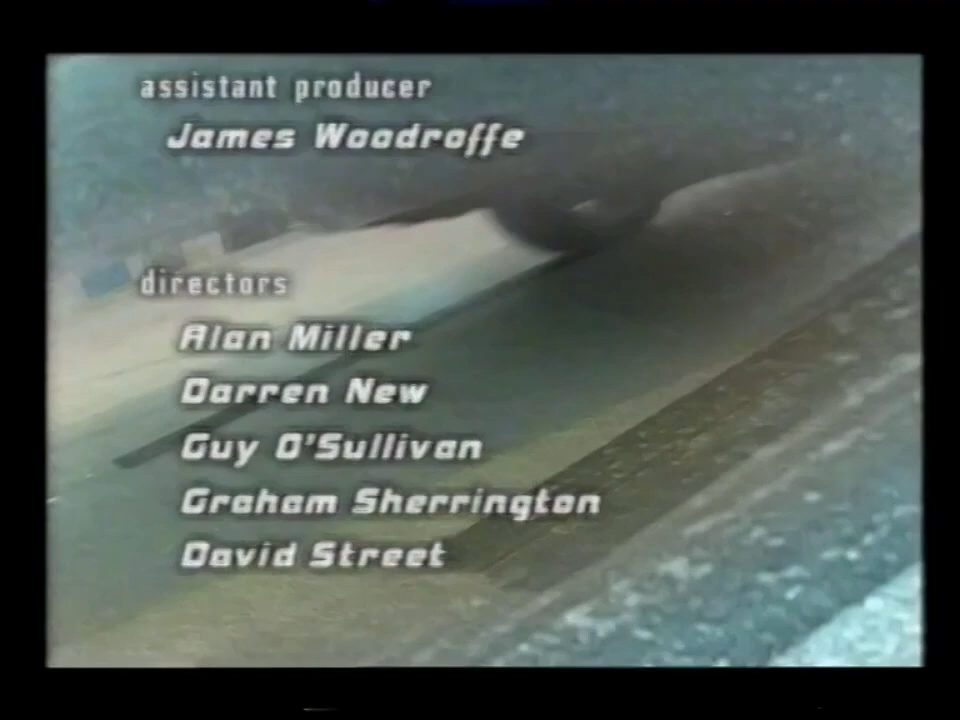 assistant producer
James Woodroffe
directors
Alan Miller
Darren New
Guy O'Sullivan
Graham Sherrington
David Street